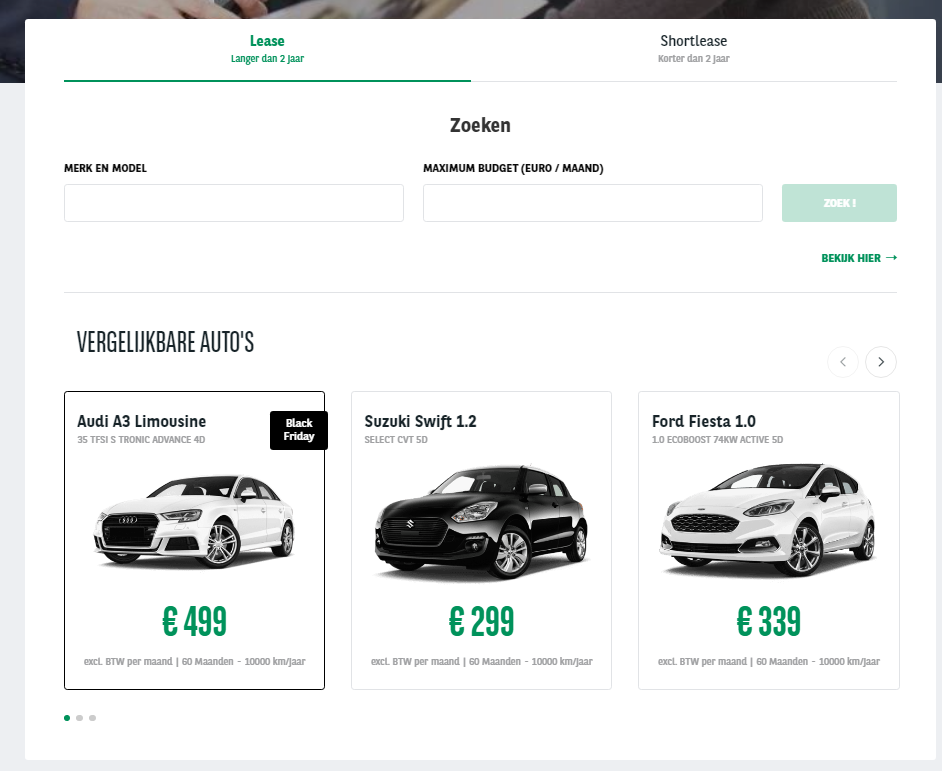 Lease
Langer dan 2 jaar
Shortlease
Korter dan 2 jaar
Zoeken
MERK EN MODEL
MAXIMUM BUDGET (EURO / MAAND)
ZOEK !
BEKIJK HIER →
VERGELIJKBARE AUTO'S
Audi A3 Limousine
35 TFSI S TRONIC ADVANCE 4D
Black
Friday
€ 499
excl. BTW per maand | 60 Maanden - 10000 km/jaar
Suzuki Swift 1.2
SELECT CVT 5D
€ 299
excl. BTW per maand | 60 Maanden - 10000 km/jaar
Ford Fiesta 1.0
1.0 ECOBOOST 74KW ACTIVE 5D
€ 339
excl. BTW per maand | 60 Maanden - 10000 km/jaar